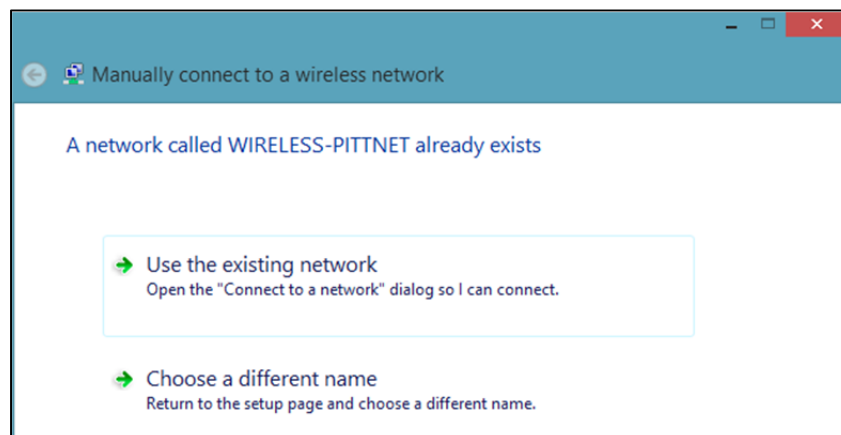 Manually connect to a wireless network
A network called WIRELESS-PITTNET already exists
Use the existing network
Open the "Connect to a network" dialog so I can connect.
Choose a different name
Return to the setup page and choose a different name.